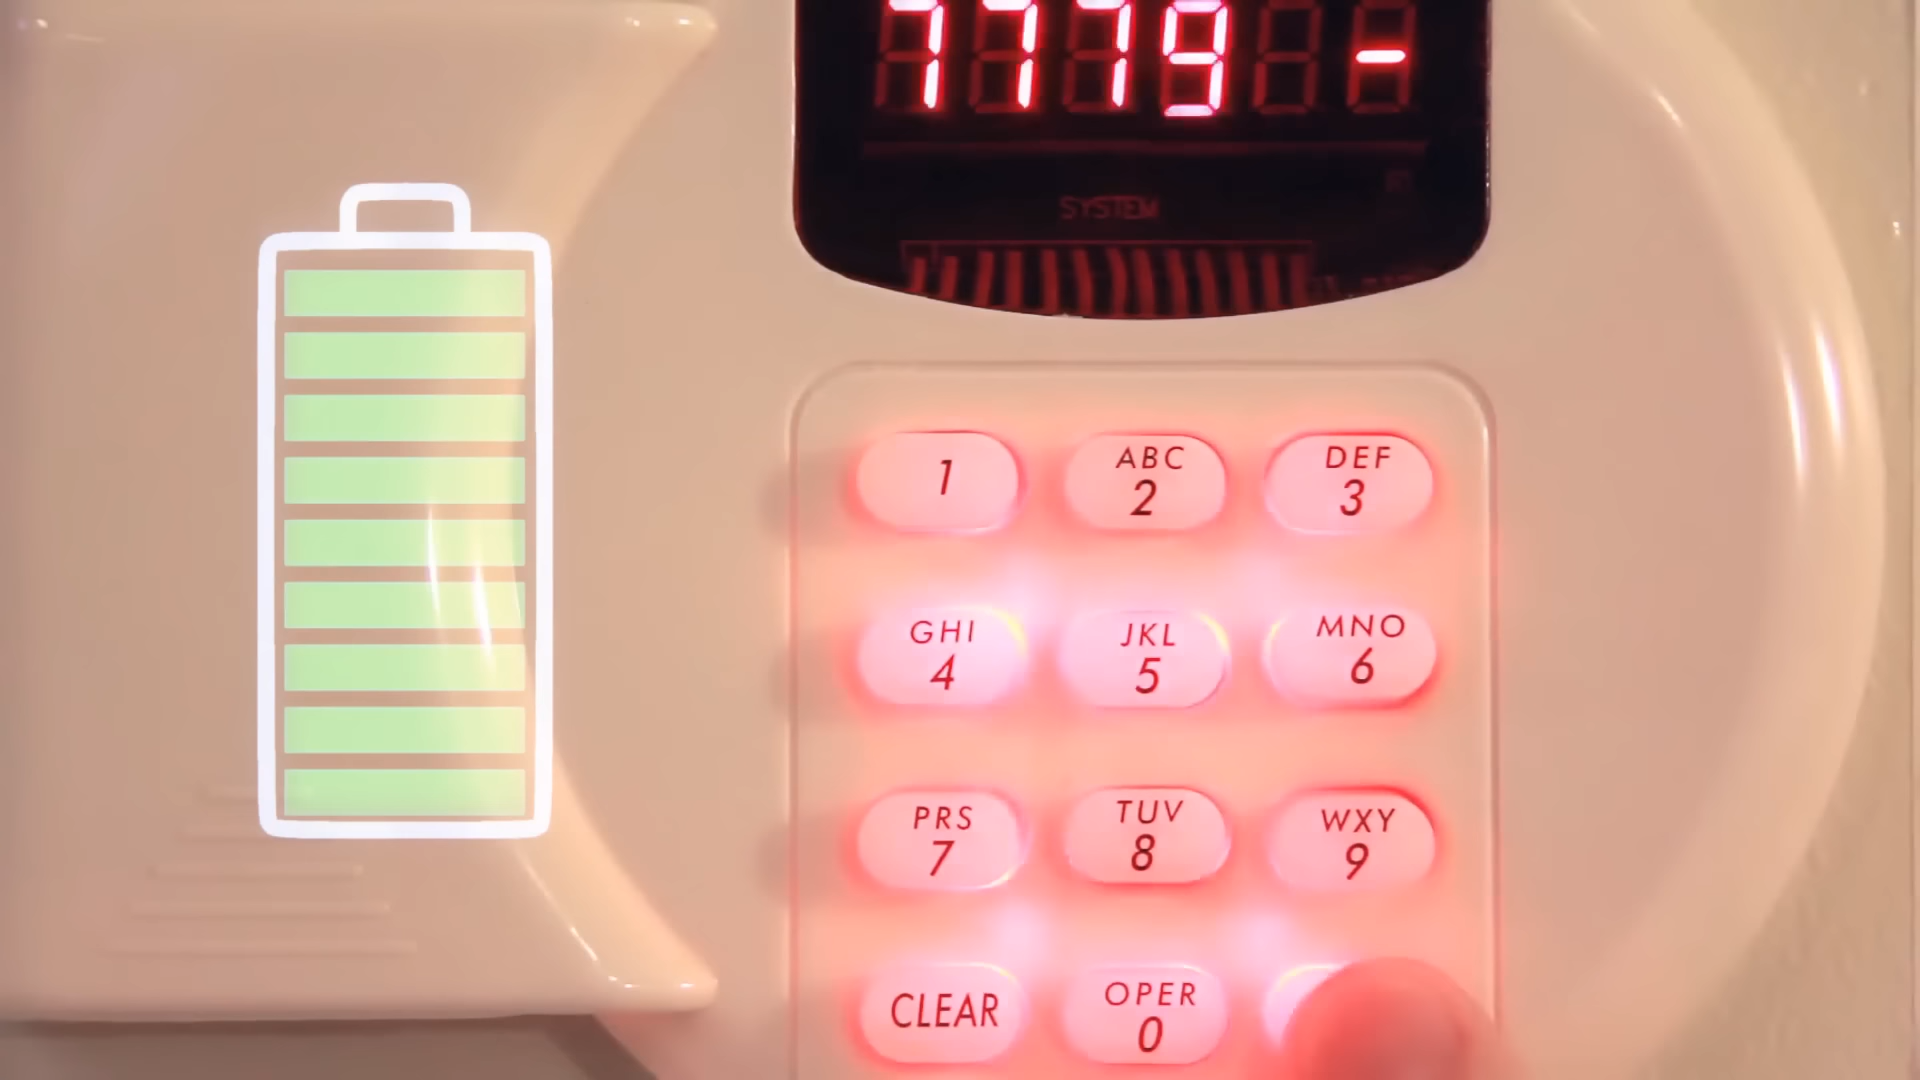 7779 -
SYSTEM
1
ABC
2
DEF
3
GHI
4
JKL
5
MNO
6
PRS
7
TUV
8
WXY
9
CLEAR
OPER
0